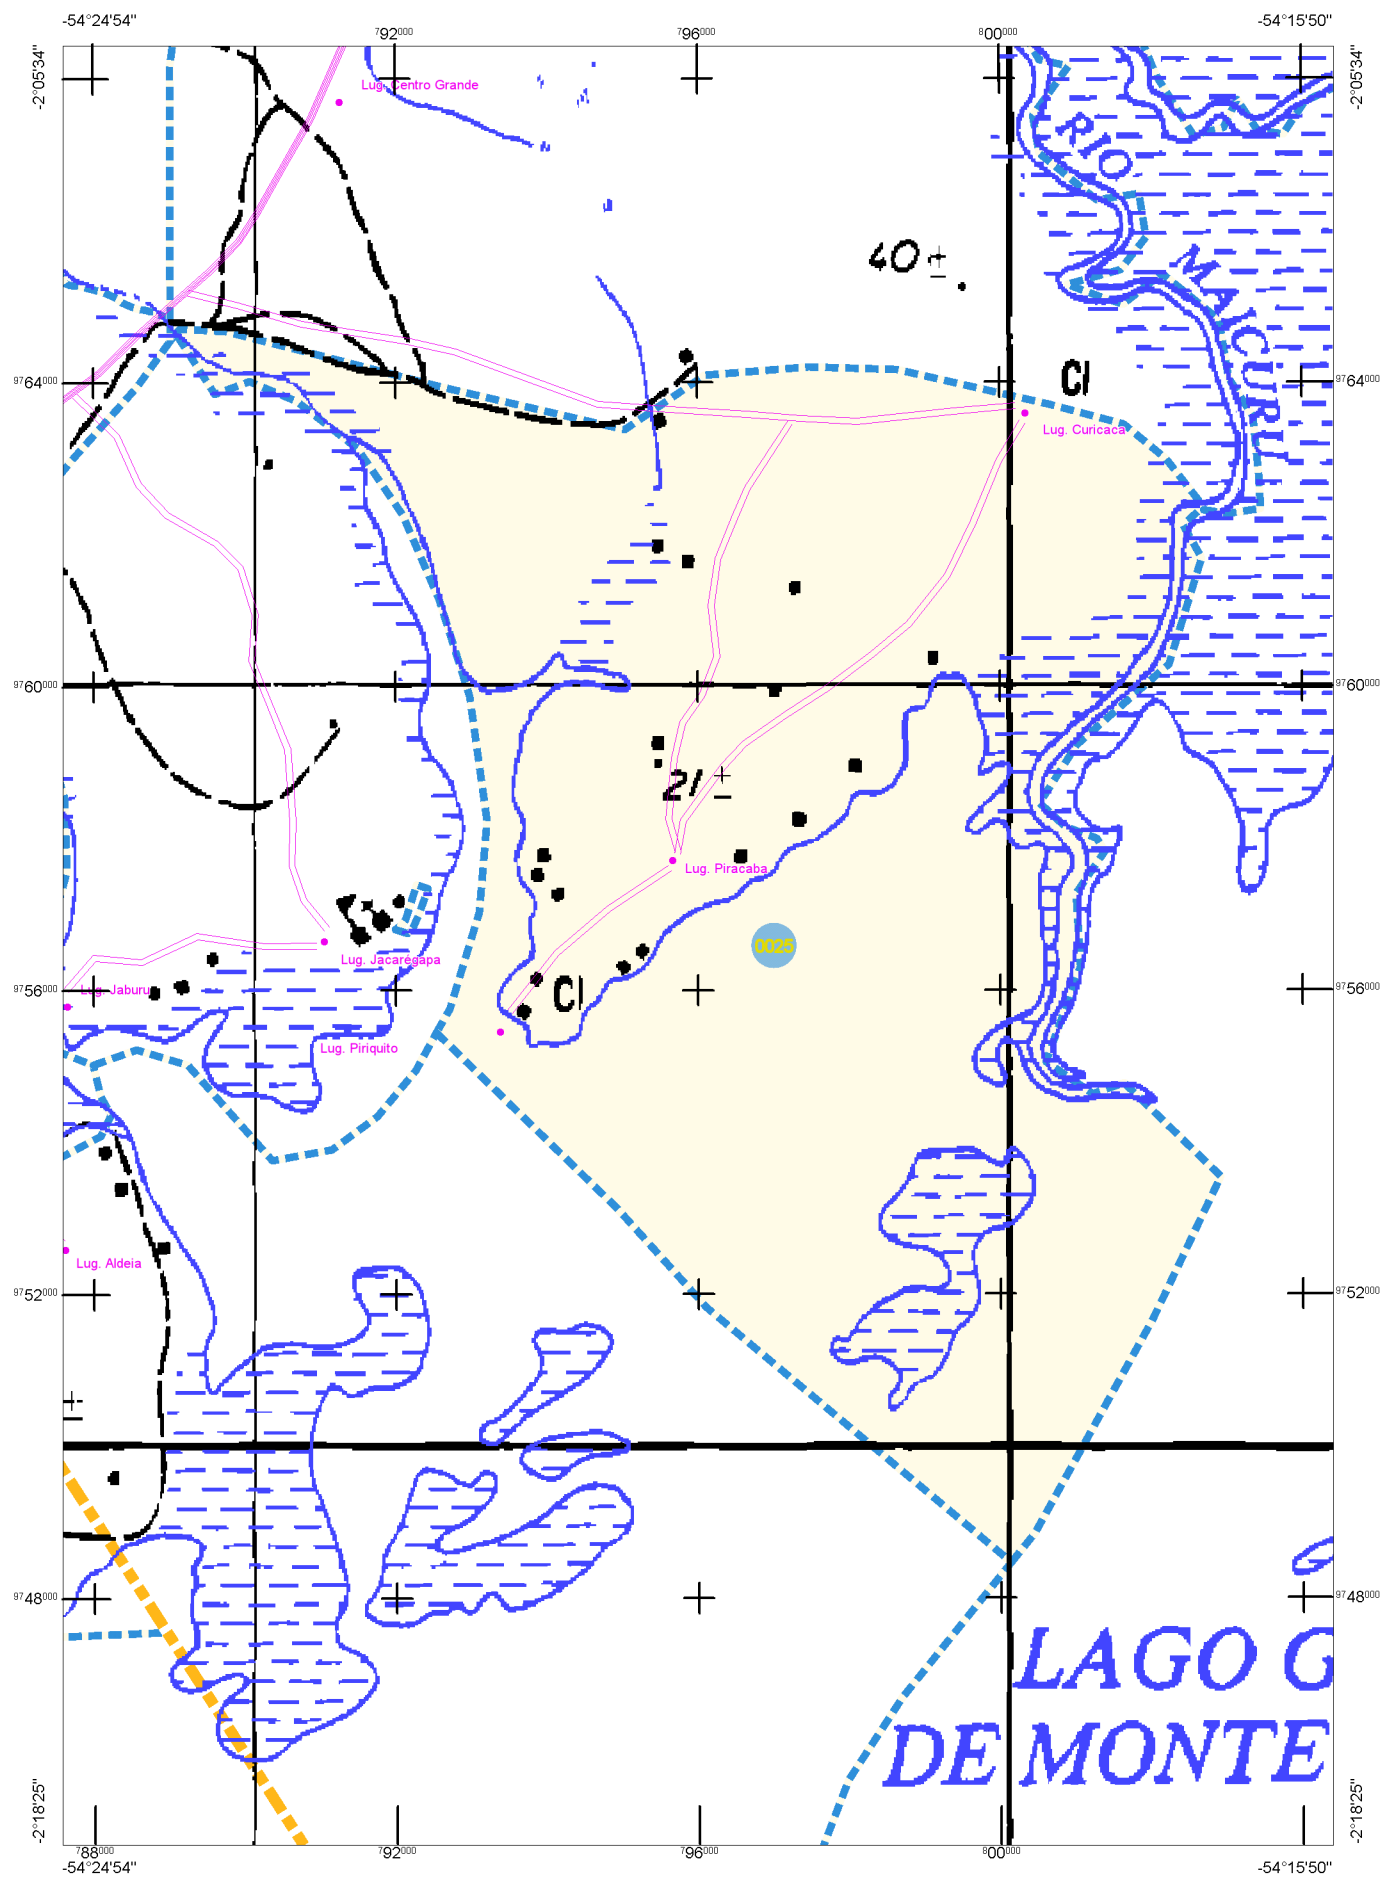 -54°24'54" -54°15'50"
792000 796000 800000
-2°05'34" -2°05'34"
Lug. Centro Grande
RIO
MAICURU
40 ±
9764000 9764000
CI
Lug. Curicaca
9760000 9760000
21 ±
Lug. Piracaba
0025
Lug. Jacarégapa
Lug. Jaburu
9756000 9756000
CI
Lug. Piriquito
Lug. Aldeia
9752000 9752000
±
9748000 9748000
LAGO G
DE MONTE
-2°18'25" -2°18'25"
788000 792000 796000 800000
-54°24'54" -54°15'50"